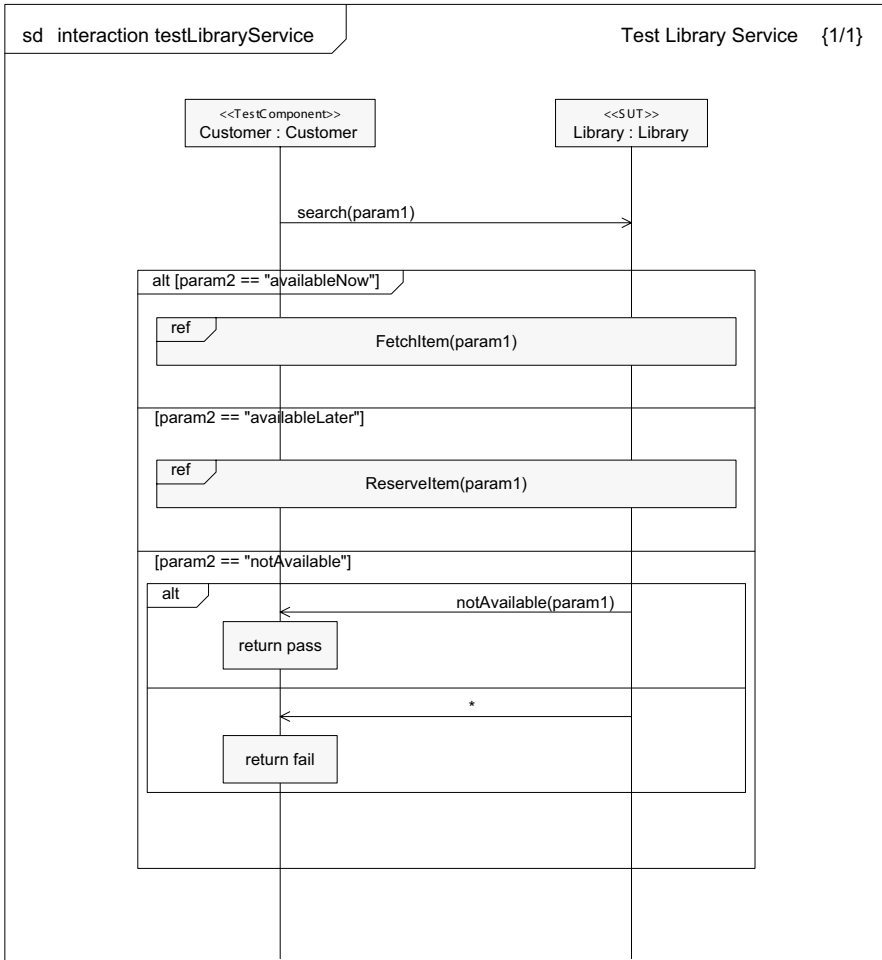 sd interaction testLibraryService
Test Library Service {1/1}
<<TestComponent>>
Customer : Customer
<<SUT>>
Library : Library
search(param1)
alt [param2 == "availableNow"]
ref
FetchItem(param1)
[param2 == "availableLater"]
ref
ReserveItem(param1)
[param2 == "notAvailable"]
alt
notAvailable(param1)
return pass
*
return fail